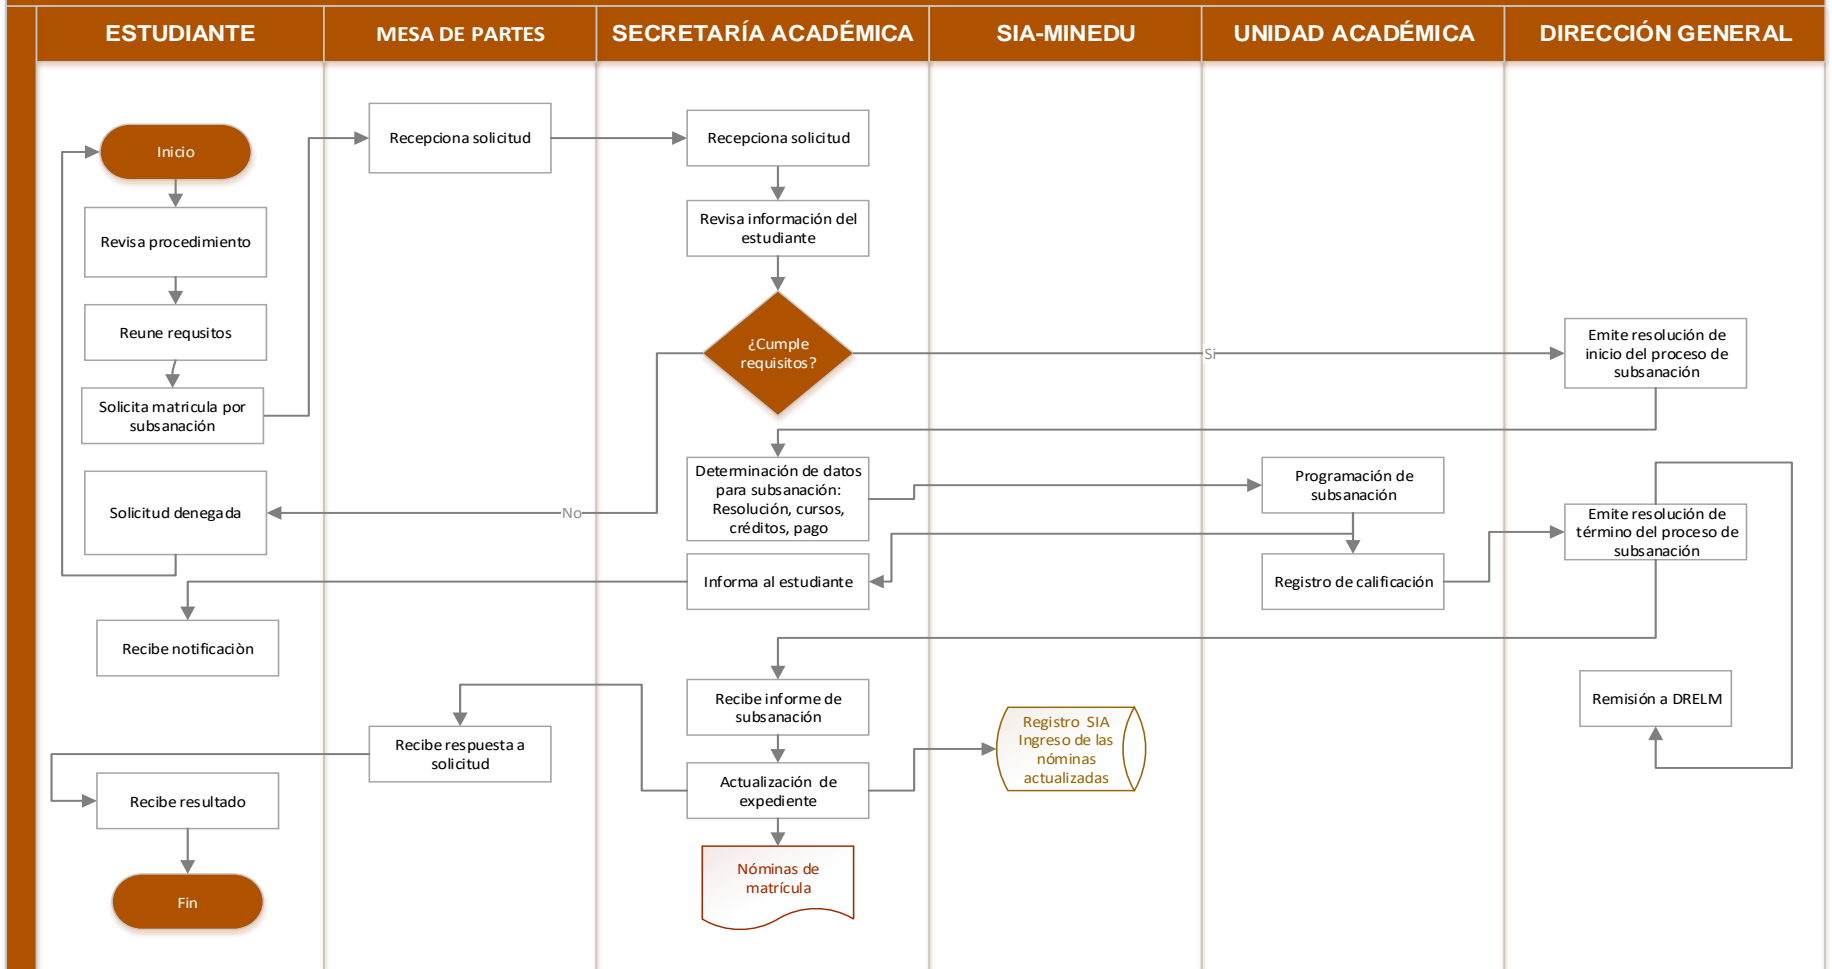 ESTUDIANTE
MESA DE PARTES
SECRETARÍA ACADÉMICA
SIA-MINEDU
UNIDAD ACADÉMICA
DIRECCIÓN GENERAL
Inicio
Revisa procedimiento
Reune requsitos
Solicita matricula por
subsanación
Solicitud denegada
Recibe notificaciòn
Recibe resultado
Fin
Recepciona solicitud
Recibe respuesta a
solicitud
Recepciona solicitud
Revisa información del
estudiante
¿Cumple
requisitos?
Si
No
Determinación de datos
para subsanación:
Resolución, cursos,
créditos, pago
Informa al estudiante
Recibe informe de
subsanación
Actualización de
expediente
Nóminas de
matrícula
Registro SIA
Ingreso de las
nóminas
actualizadas
Programación de
subsanación
Registro de calificación
Emite resolución de
inicio del proceso de
subsanación
Emite resolución de
término del proceso de
subsanación
Remisión a DRELM